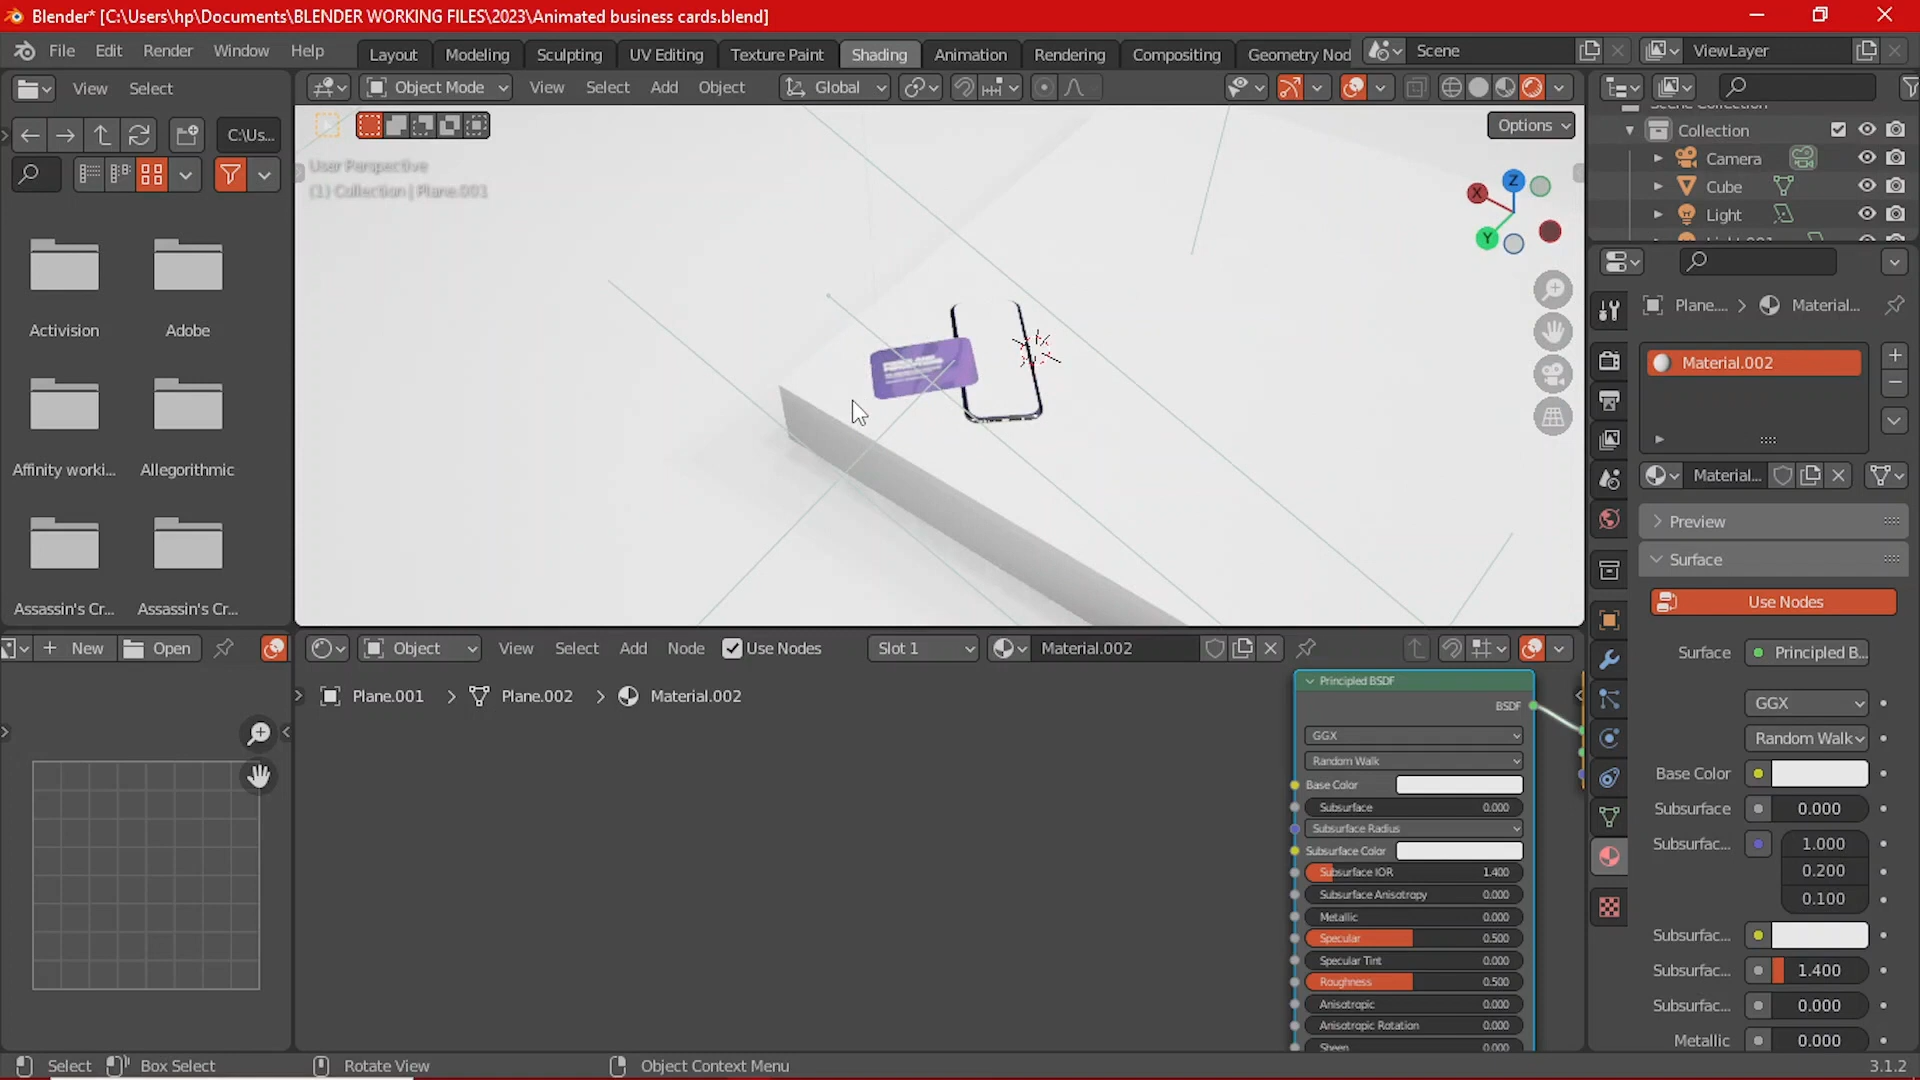 Blender* [C:\Users\hp\Documents\BLENDER WORKING FILES\2023\Animated business cards.blend]
File Edit Render Window Help Layout Modeling Sculpting UV Editing Texture Paint Shading Animation Rendering Compositing Geometry Nod Scene ViewLayer
View Select Object Mode View Select Add Object Global
Options
C:\Us...
User Perspective
(1) Collection | Plane.001
Activision Adobe
Affinity worki... Allegorithmic
Assassin's Cr... Assassin's Cr...
X Y Z
Scene Collection
Collection
Camera
Cube
Light
Plane... > Material...
Material.002
Material...
Preview
Surface
Use Nodes
Surface Principled B...
GGX
Random Walk
Base Color
Subsurface 0.000
Subsurfac... 1.000
0.200
0.100
Subsurfac...
Subsurfac... 1.400
Subsurfac... 0.000
Metallic 0.000
New Open Object View Select Add Node Use Nodes Slot 1 Material.002
Plane.001 > Plane.002 > Material.002
Principled BSDF
BSDF
GGX
Random Walk
Base Color
Subsurface 0.000
Subsurface Radius
Subsurface Color
Subsurface IOR 1.400
Subsurface Anisotropy 0.000
Metallic 0.000
Specular 0.500
Specular Tint 0.000
Roughness 0.500
Anisotropic 0.000
Anisotropic Rotation 0.000
Sheen 0.000
Select Box Select Rotate View Object Context Menu 3.1.2